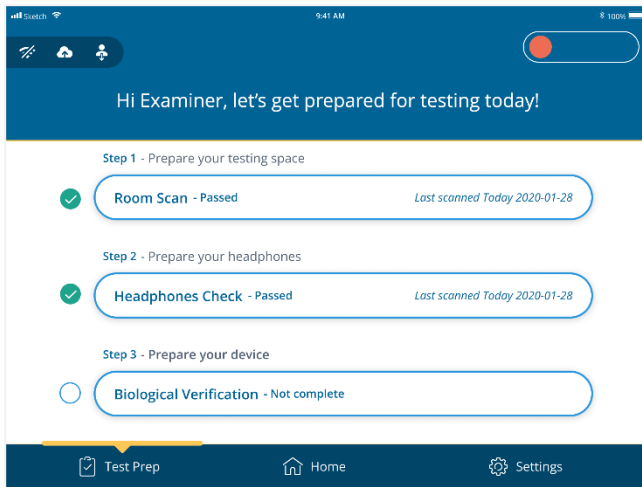 Sketch 9:41 AM 100%
Hi Examiner, let's get prepared for testing today!
Step 1 - Prepare your testing space
Room Scan - Passed Last scanned Today 2020-01-28
Step 2 - Prepare your headphones
Headphones Check - Passed Last scanned Today 2020-01-28
Step 3 - Prepare your device
Biological Verification - Not complete
Test Prep Home Settings